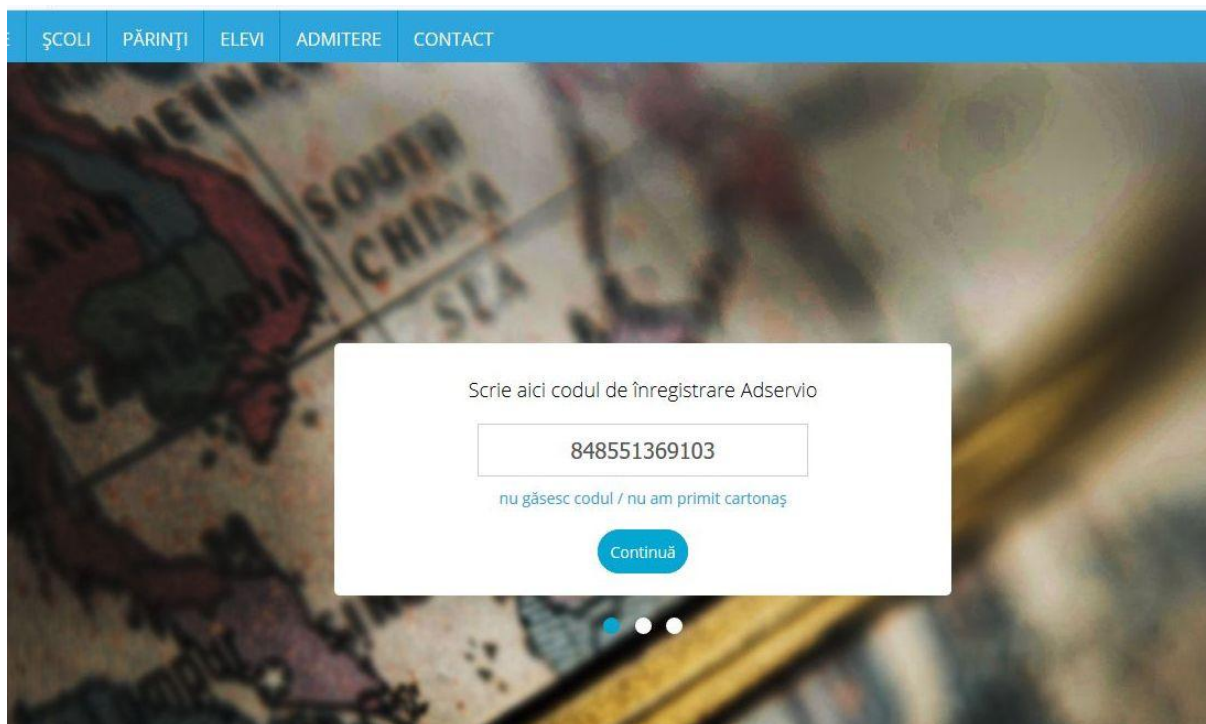 ŞCOLI PĂRINŢI ELEVI ADMITERE CONTACT
SOUTH
CHINA
SEA
Scrie aici codul de înregistrare Adservio
848551369103
nu găsesc codul / nu am primit cartonaş
Continuă